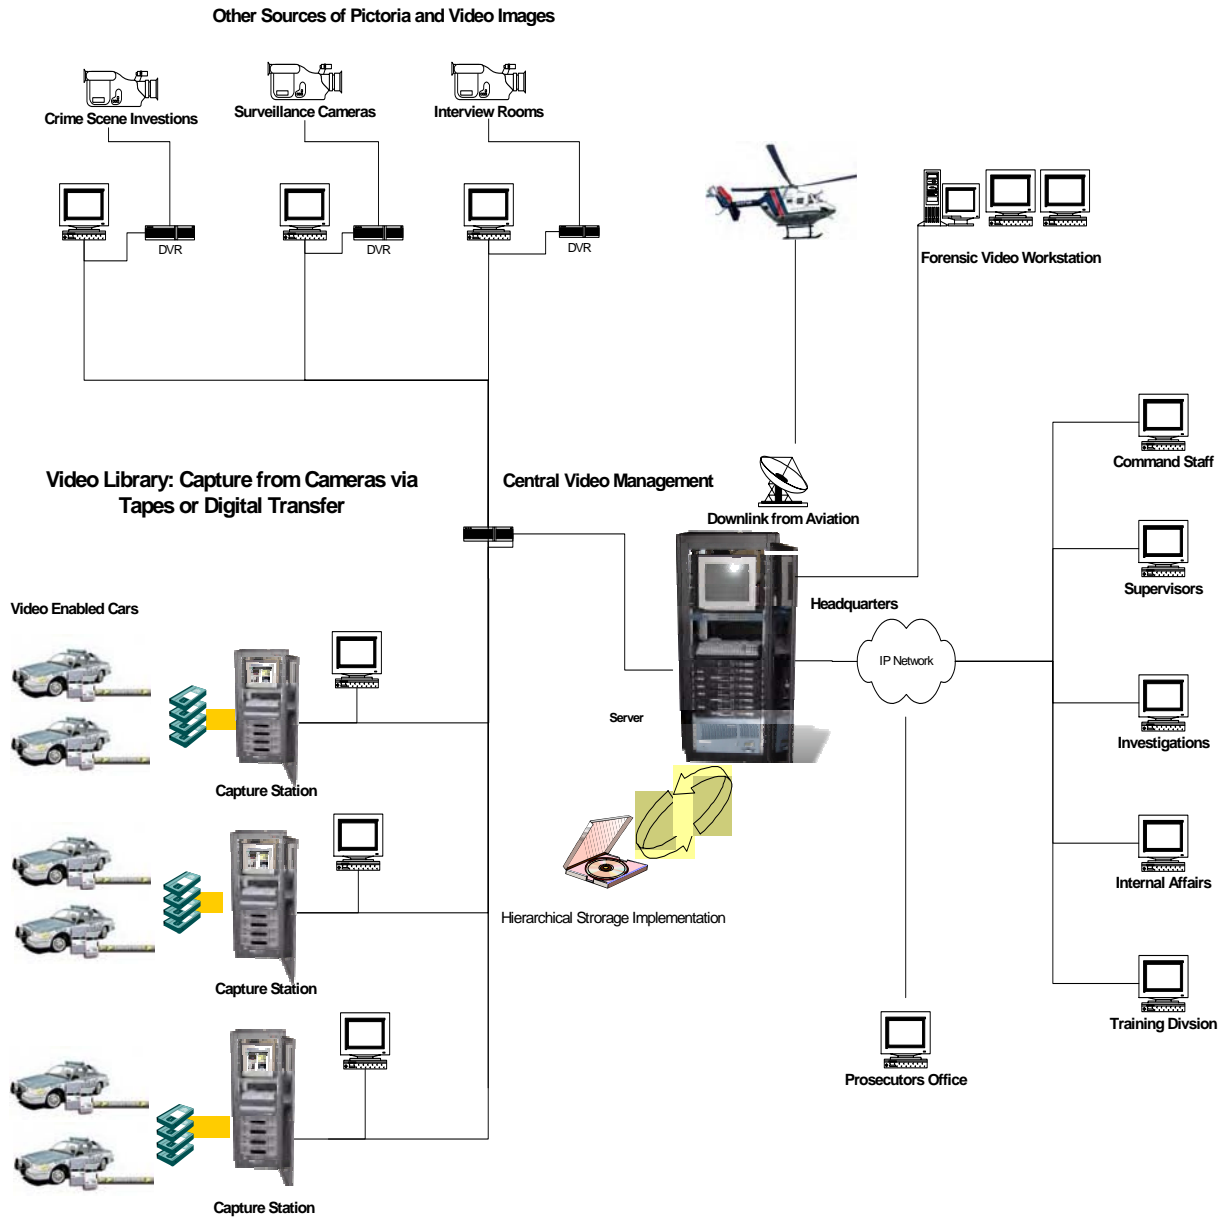 Other Sources of Pictoria and Video Images
Crime Scene Investions
Surveillance Cameras
Interview Rooms
DVR
DVR
DVR
Forensic Video Workstation
Video Library: Capture from Cameras via
Tapes or Digital Transfer
Central Video Management
Downlink from Aviation
Command Staff
Supervisors
Headquarters
IP Network
Video Enabled Cars
Server
Investigations
Capture Station
Internal Affairs
Hierarchical Strorage Implementation
Capture Station
Training Divsion
Prosecutors Office
Capture Station